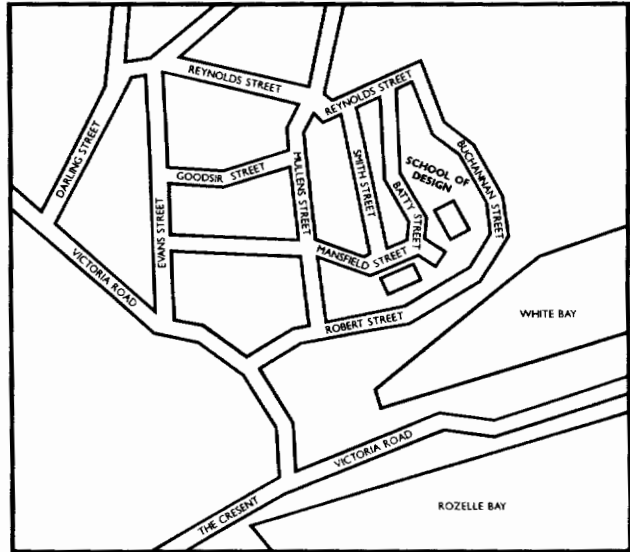 REYNOLDS STREET
REYNOLDS STREET
DARLING STREET
GOODSIR STREET
MULLENS STREET
SMITH STREET
BATTY STREET
SCHOOL OF
DESIGN
BUCHANNAN STREET
EVANS STREET
VICTORIA ROAD
MANSFIELD STREET
ROBERT STREET
WHITE BAY
VICTORIA ROAD
THE CRESENT
ROZELLE BAY